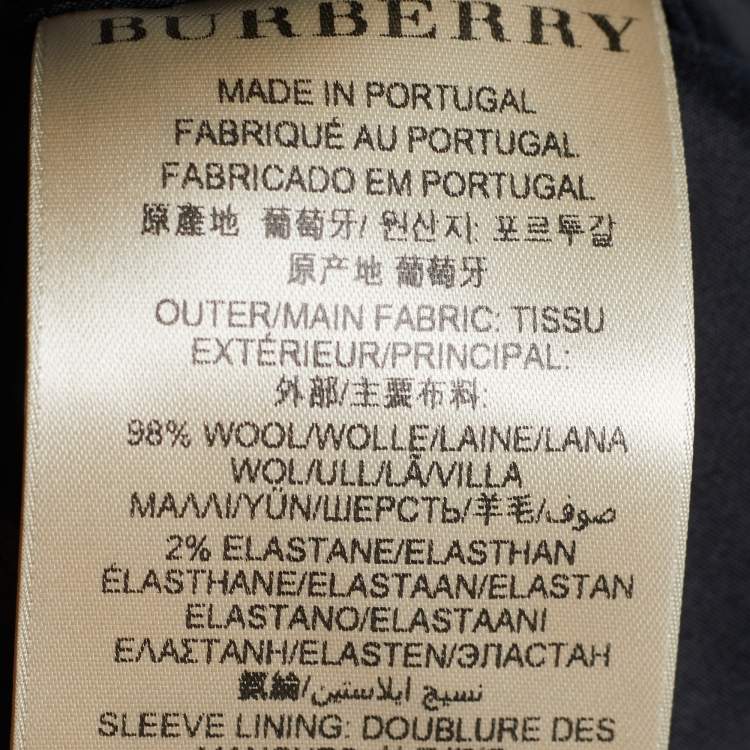 BURBERRY
MADE IN PORTUGAL
FABRIQUÉ AU PORTUGAL
FABRICADO EM PORTUGAL
原產地 葡萄牙/ 원산지: 포르투갈
原产地 葡萄牙
OUTER/MAIN FABRIC: TISSU
EXTÉRIEUR/PRINCIPAL:
外部/主要布料:
98% WOOL/WOLLE/LAINE/LANA
WOL/ULL/LÃ/VILLA
ΜΑΛΛΙ/YÜN/ШЕРСТЬ/羊毛/صوف
2% ELASTANE/ELASTHAN
ÉLASTHANE/ELASTAAN/ELASTAN
ELASTANO/ELASTAANI
ΕΛΑΣΤΑΝΗ/ELASTEN/ЭЛАСТАН
氨綸/نسيج ايلاستين
SLEEVE LINING: DOUBLURE DES